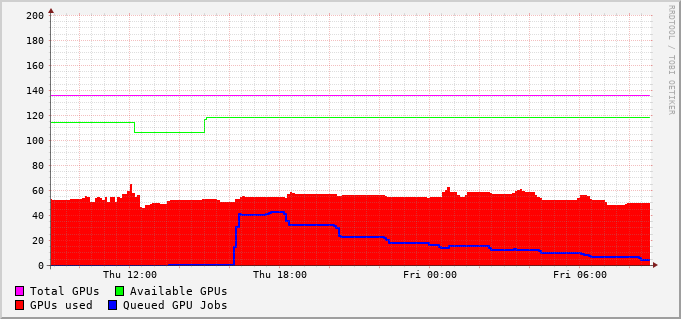 200
180
160
140
120
100
80
60
40
20
0
Thu 12:00 Thu 18:00 Fri 00:00 Fri 06:00
Total GPUs Available GPUs
GPUs used Queued GPU Jobs
RRDTOOL / TOBI OETIKER